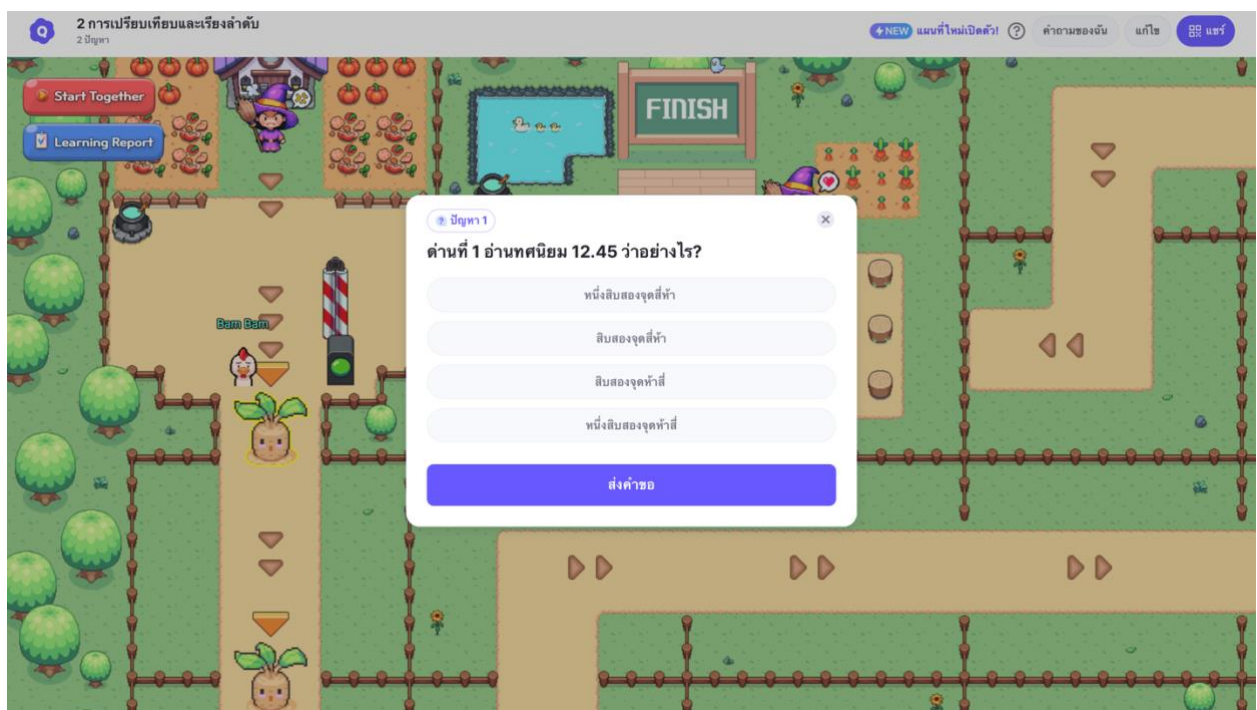 Q
2 การเปรียบเทียบและเรียงลำดับ
2 ปัญหา
NEW แผนที่ใหม่เปิดตัว! ? คำถามของฉัน แก้ไข แชร์
Start Together
Learning Report
FINISH
? ปัญหา 1
ด่านที่ 1 อ่านทศนิยม 12.45 ว่าอย่างไร?
หนึ่งสิบสองจุดสี่ห้า
สิบสองจุดสี่ห้า
สิบสองจุดห้าสี่
หนึ่งสิบสองจุดห้าสี่
ส่งคำขอ
Bam Bam